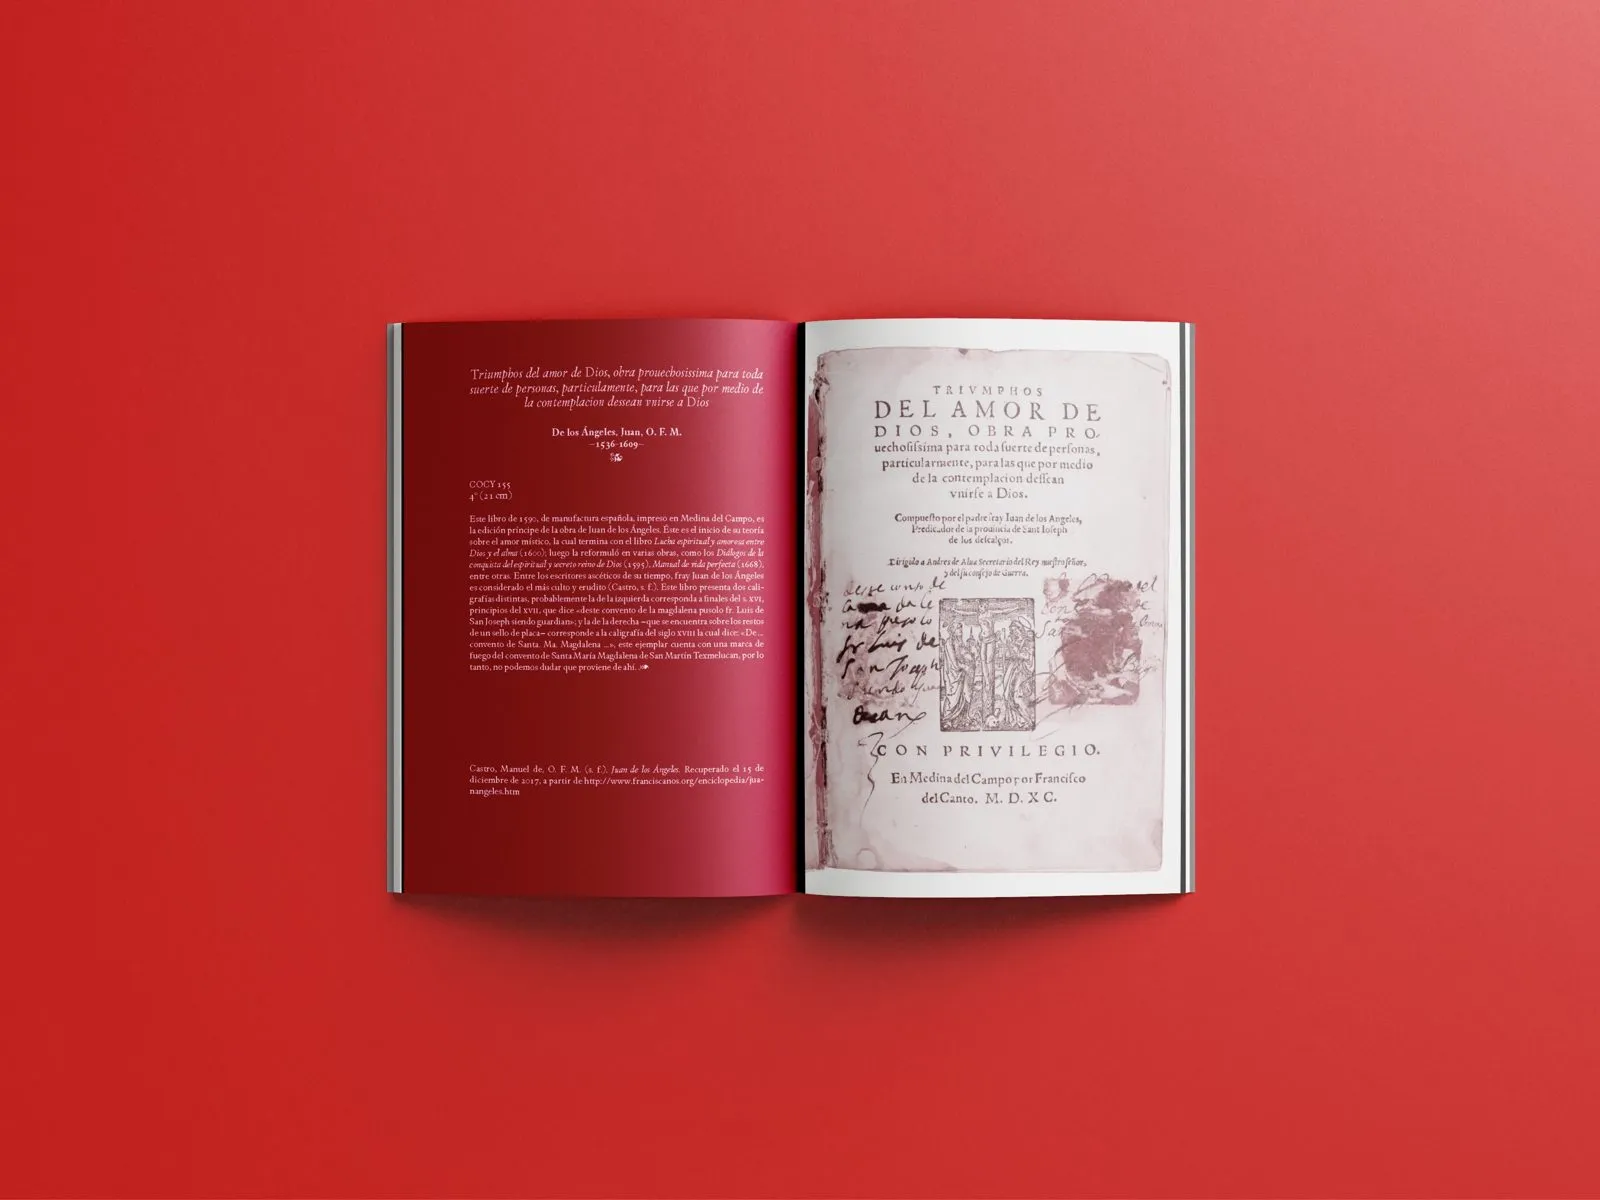 Triumphos del amor de Dios, obra prouechosissima para toda
suerte de personas, particulamente, para las que por medio de
la contemplacion dessean vnirse a Dios
De los Ángeles, Juan, O. F. M.
–1536-1609–
COCY 155
4° (21 cm)
Este libro de 1590, de manufactura española, impreso en Medina del Campo, es
la edición príncipe de la obra de Juan de los Ángeles. Éste es el inicio de su teoría
sobre el amor místico, la cual termina con el libro Lucha espiritual y amorosa entre
Dios y el alma (1600); luego la reformuló en varias obras, como los Diálogos de la
conquista del espiritual y secreto reino de Dios (1595), Manual de vida perfecta (1668),
entre otras. Entre los escritores ascéticos de su tiempo, fray Juan de los Ángeles
es considerado el más culto y erudito (Castro, s. f.). Este libro presenta dos cali-
grafías distintas, probablemente la de la izquierda corresponda a finales del s. XVI,
principios del XVII, que dice «deste convento de la magdalena pusolo fr. Luis de
San Joseph siendo guardian»; y la de la derecha –que se encuentra sobre los restos
de un sello de placa– corresponde a la caligrafía del siglo XVIII la cual dice: «De...
convento de Santa. Ma. Magdalena ...», este ejemplar cuenta con una marca de
fuego del convento de Santa María Magdalena de San Martín Texmelucan, por lo
tanto, no podemos dudar que proviene de ahí.
Castro, Manuel de, O. F. M. (s. f.). Juan de los Ángeles. Recuperado el 15 de
diciembre de 2017, a partir de http://www.franciscanos.org/enciclopedia/jua-
nangeles.htm
TRIVMPHOS
DEL AMOR DE
DIOS, OBRA PRO-
uechosissima para toda suerte de personas,
particularmente, para las que por medio
de la contemplacion dessean
vnirse a Dios.
Compuesto por el padre fray Iuan de los Angeles,
Predicador de la prouincia de Sant Ioseph
de los descalços.
Dirigido a Andres de Alua Secretario del Rey nuestro señor,
y del su consejo de Guerra.
desse conto de
na pusolo
fr Luis de
San Joseph
CON PRIVILEGIO.
En Medina del Campo por Francisco
del Canto. M. D. XC.